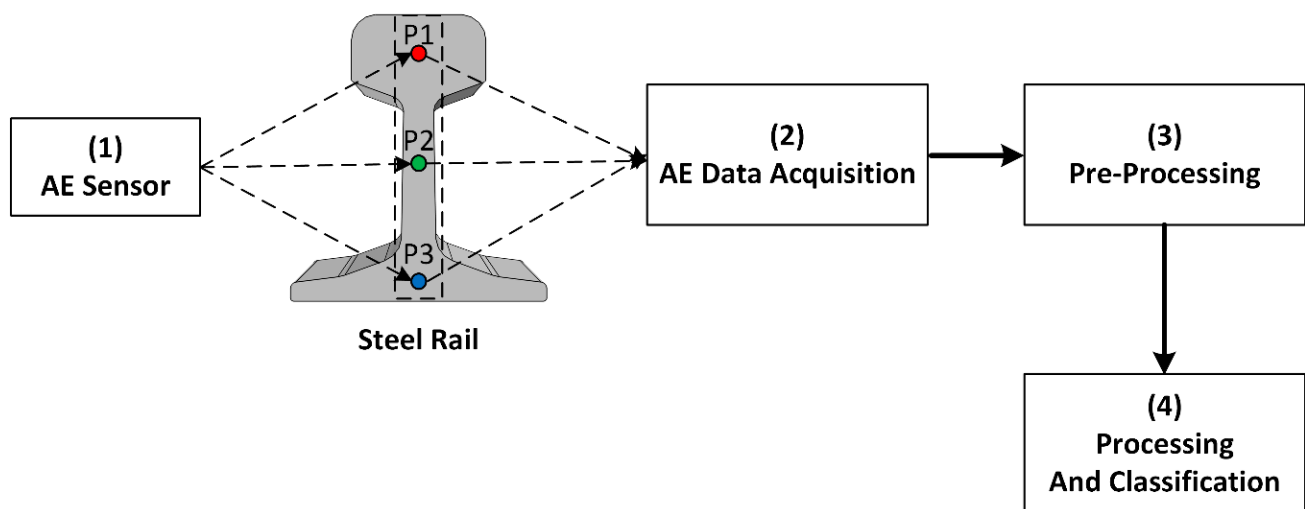 P1
P2
P3
Steel Rail
(1)
AE Sensor
(2)
AE Data Acquisition
(3)
Pre-Processing
(4)
Processing
And Classification